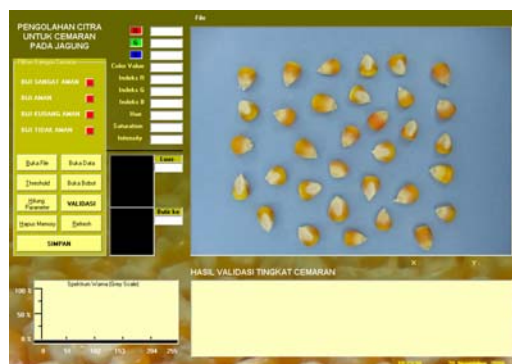 PENGOLAHAN CITRA
UNTUK CEMARAN
PADA JAGUNG
BIJI SANGAT AMAN
BIJI AMAN
BIJI KURANG AMAN
BIJI TIDAK AMAN
Buka File
Buka Data
Threshold
Buka Bobot
Hitung
Parameter
VALIDASI
Hapus Memory
Refresh
SIMPAN
R
G
Color Value
Indeks R
Indeks G
Indeks B
Hue
Saturation
Intensity
Luas
File
X
Y
HASIL VALIDASI TINGKAT CEMARAN
Spektrum Warna (Grey Scale)
100 %
50 %
0 %
0 51 102 153 204 255